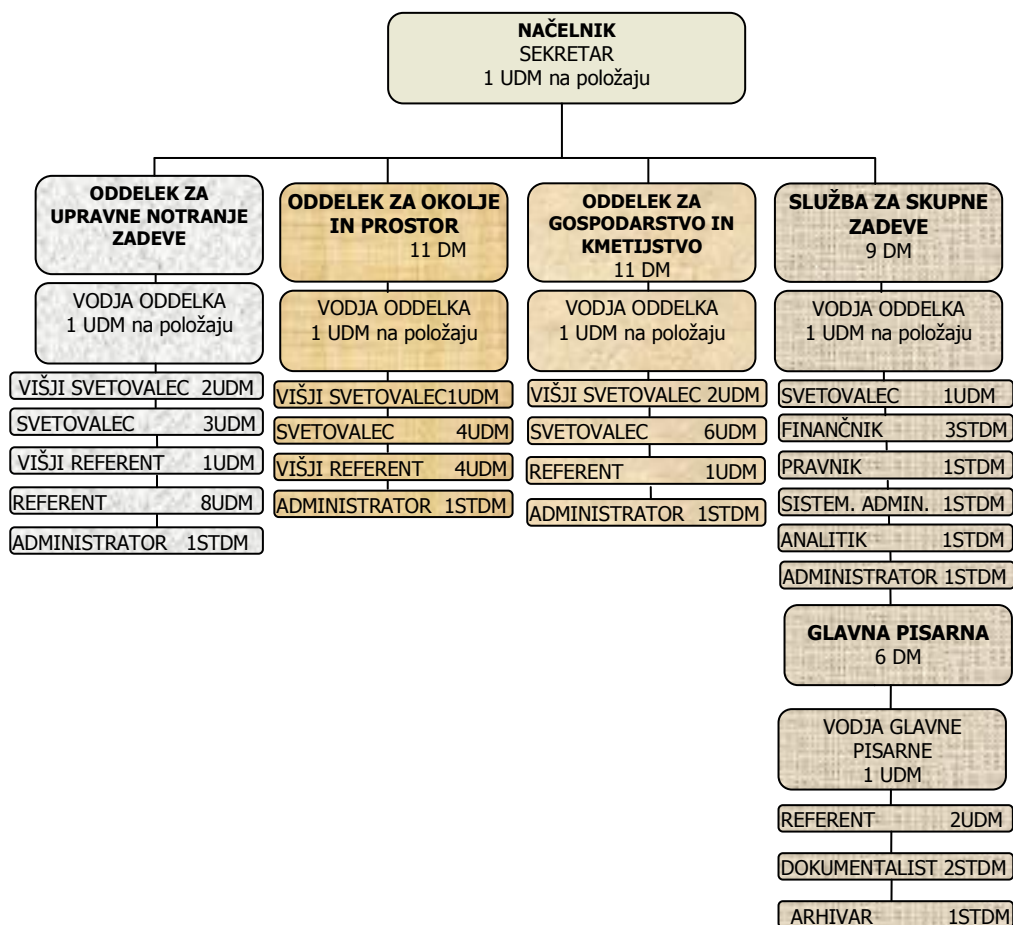 NAČELNIK
SEKRETAR
1 UDM na položaju
ODDELEK ZA
UPRAVNE NOTRANJE
ZADEVE
VODJA ODDELKA
1 UDM na položaju
VIŠJI SVETOVALEC 2UDM
SVETOVALEC 3UDM
VIŠJI REFERENT 1UDM
REFERENT 8UDM
ADMINISTRATOR 1STDM
ODDELEK ZA OKOLJE
IN PROSTOR
11 DM
VODJA ODDELKA
1 UDM na položaju
VIŠJI SVETOVALEC1UDM
SVETOVALEC 4UDM
VIŠJI REFERENT 4UDM
ADMINISTRATOR 1STDM
ODDELEK ZA
GOSPODARSTVO IN
KMETIJSTVO
11 DM
VODJA ODDELKA
1 UDM na položaju
VIŠJI SVETOVALEC 2UDM
SVETOVALEC 6UDM
REFERENT 1UDM
ADMINISTRATOR 1STDM
SLUŽBA ZA SKUPNE
ZADEVE
9 DM
VODJA ODDELKA
1 UDM na položaju
SVETOVALEC 1UDM
FINANČNIK 3STDM
PRAVNIK 1STDM
SISTEM. ADMIN. 1STDM
ANALITIK 1STDM
ADMINISTRATOR 1STDM
GLAVNA PISARNA
6 DM
VODJA GLAVNE
PISARNE
1 UDM
REFERENT 2UDM
DOKUMENTALIST 2STDM
ARHIVAR 1STDM